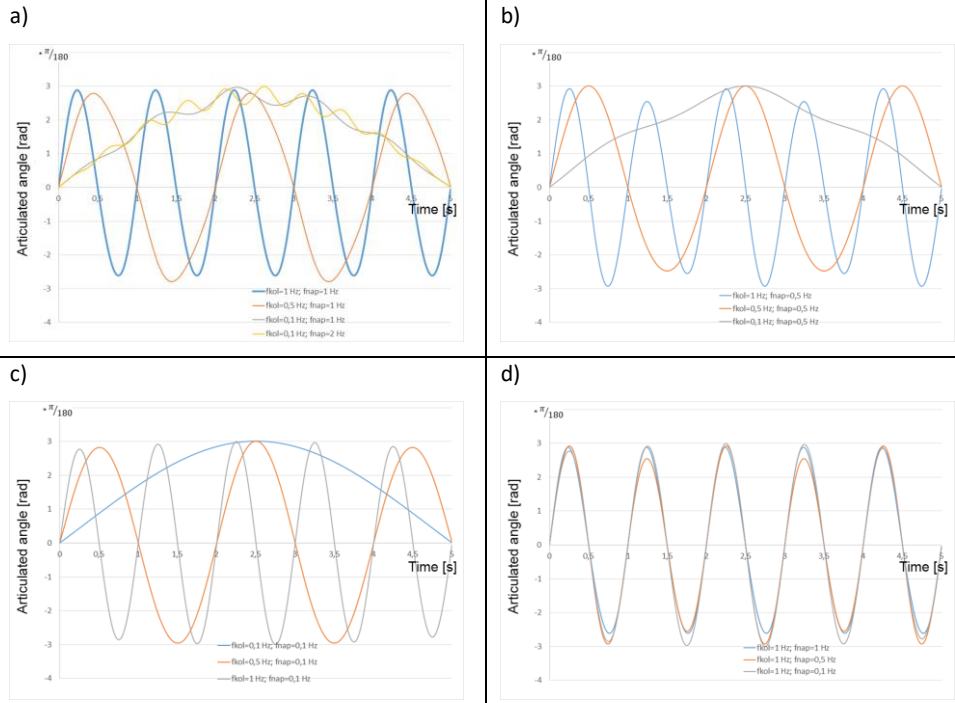 a)
* π/180
Articulated angle [rad]
3
2
1
0
-1
-2
-3
-4
0 0,5 1 1,5 2 2,5 3 3,5 4 4,5 5
Time [s]
fkol=1 Hz; fnap=1 Hz
fkol=0,5 Hz; fnap=1 Hz
fkol=0,1 Hz; fnap=1 Hz
fkol=0,1 Hz; fnap=2 Hz
b)
* π/180
Articulated angle [rad]
3
2
1
0
-1
-2
-3
-4
0 0,5 1 1,5 2 2,5 3 3,5 4 4,5 5
Time [s]
fkol=1 Hz; fnap=0,5 Hz
fkol=0,5 Hz; fnap=0,5 Hz
fkol=0,1 Hz; fnap=0,5 Hz
c)
* π/180
Articulated angle [rad]
3
2
1
0
-1
-2
-3
-4
0 0,5 1 1,5 2 2,5 3 3,5 4 4,5 5
Time [s]
fkol=0,1 Hz; fnap=0,1 Hz
fkol=0,5 Hz; fnap=0,1 Hz
fkol=1 Hz; fnap=0,1 Hz
d)
* π/180
Articulated angle [rad]
3
2
1
0
-1
-2
-3
-4
0 0,5 1 1,5 2 2,5 3 3,5 4 4,5 5
Time [s]
fkol=1 Hz; fnap=1 Hz
fkol=1 Hz; fnap=0,5 Hz
fkol=1 Hz; fnap=0,1 Hz